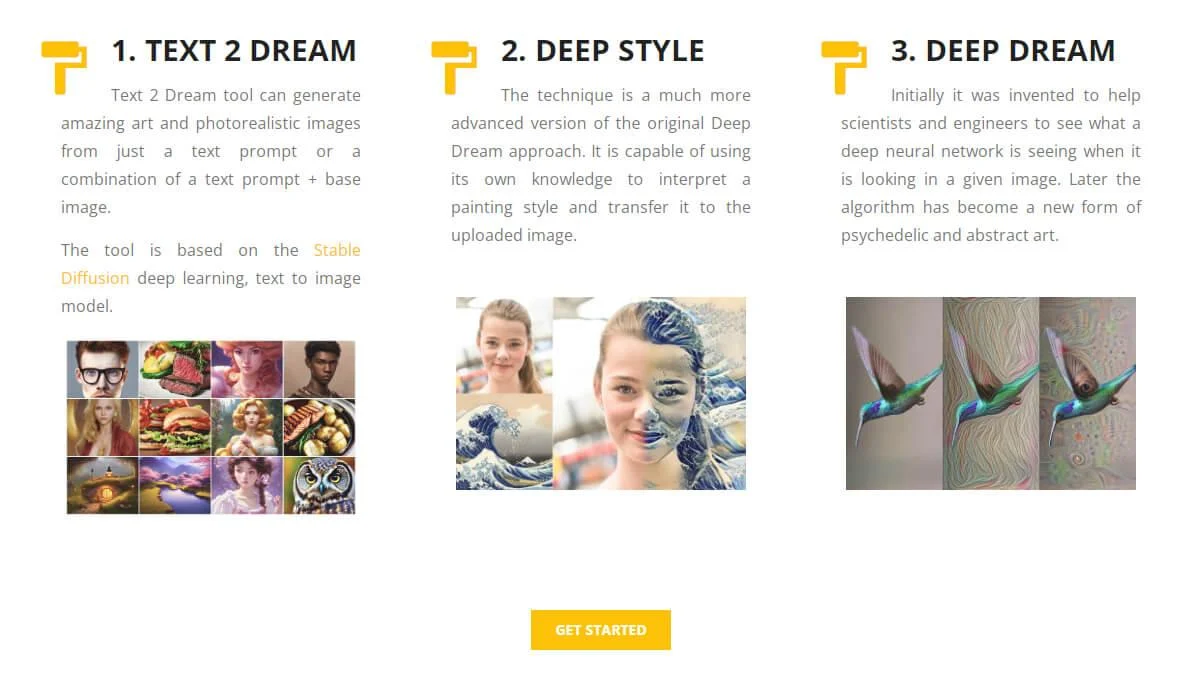 1. TEXT 2 DREAM
Text 2 Dream tool can generate
amazing art and photorealistic images
from just a text prompt or a
combination of a text prompt + base
image.
The tool is based on the Stable
Diffusion deep learning, text to image
model.
2. DEEP STYLE
The technique is a much more
advanced version of the original Deep
Dream approach. It is capable of using
its own knowledge to interpret a
painting style and transfer it to the
uploaded image.
3. DEEP DREAM
Initially it was invented to help
scientists and engineers to see what a
deep neural network is seeing when it
is looking in a given image. Later the
algorithm has become a new form of
psychedelic and abstract art.
GET STARTED